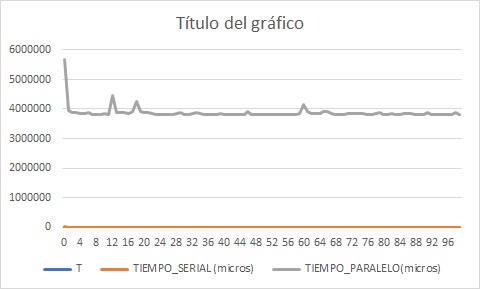 Título del gráfico
6000000
5000000
4000000
3000000
2000000
1000000
0
0 4 8 12 16 20 24 28 32 36 40 44 48 52 56 60 64 68 72 76 80 84 88 92 96
T TIEMPO_SERIAL (micros) TIEMPO_PARALELO(micros)